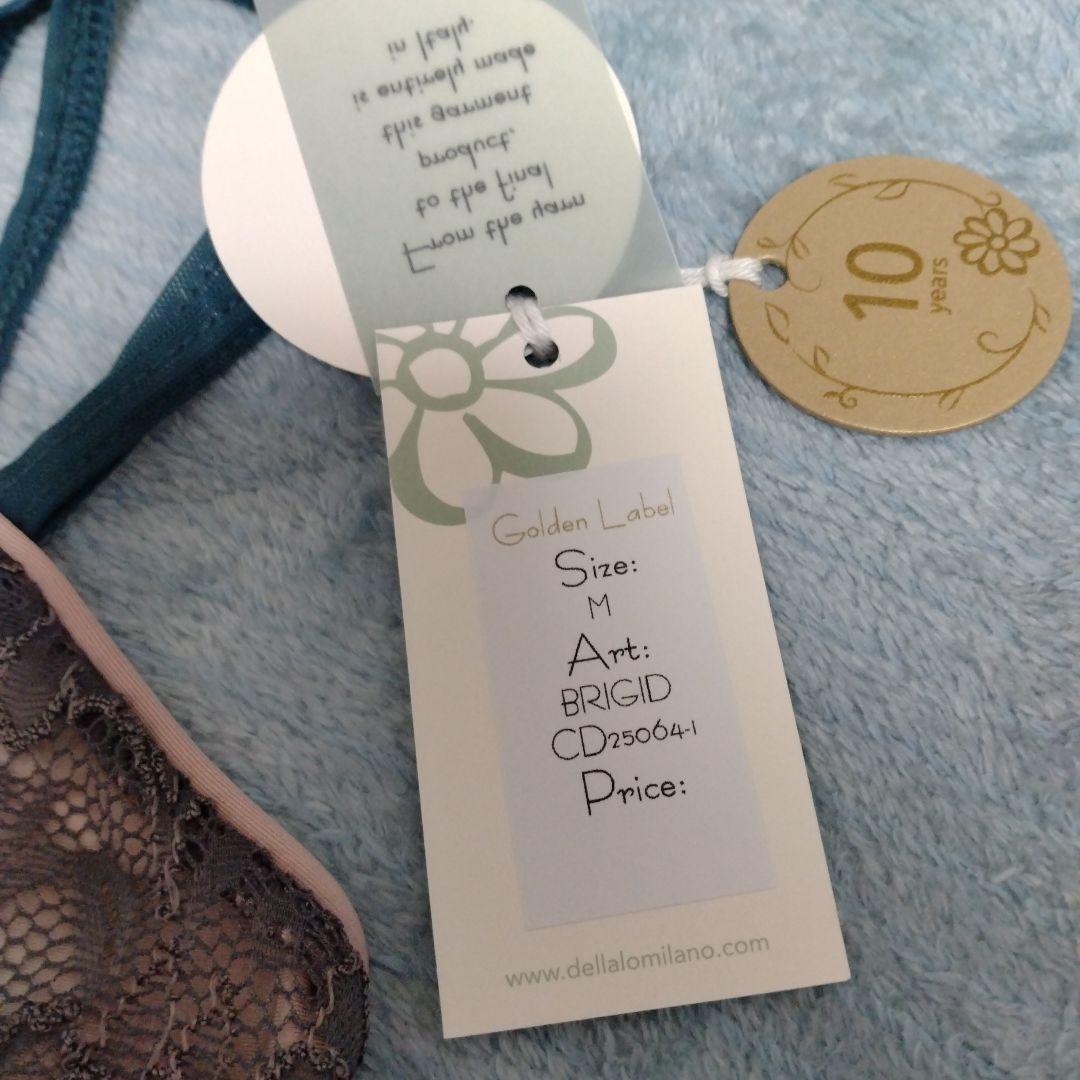 From the yarn
to the final
product,
this garment
is entirely made
in Italy.
10
years
Golden Label
Size:
M
Art:
BRIGID
CD25064-1
Price:
www.dellalomilano.com